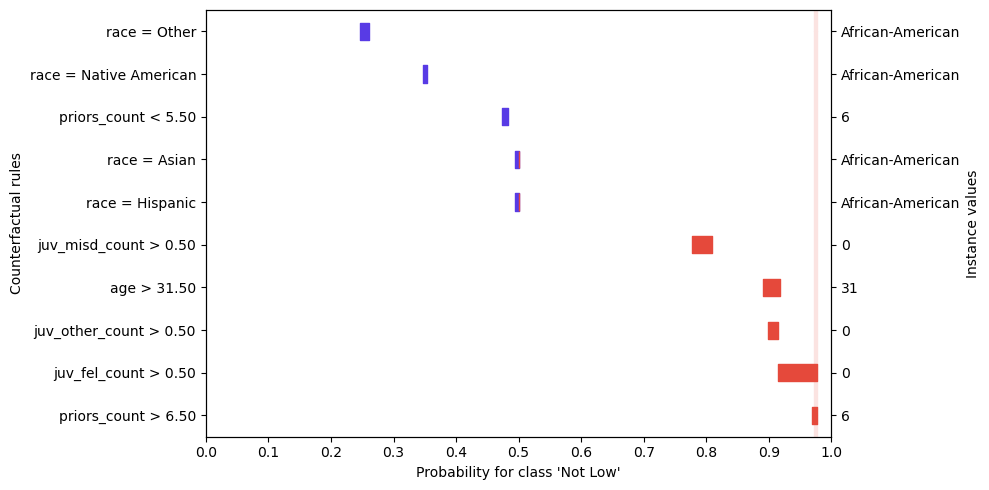 Counterfactual rules
race = Other
African-American
race = Native American
African-American
priors_count < 5.50
6
race = Asian
African-American
race = Hispanic
African-American
juv_misd_count > 0.50
0
age > 31.50
31
juv_other_count > 0.50
0
juv_fel_count > 0.50
0
priors_count > 6.50
6
Instance values
0.0 0.1 0.2 0.3 0.4 0.5 0.6 0.7 0.8 0.9 1.0
Probability for class 'Not Low'